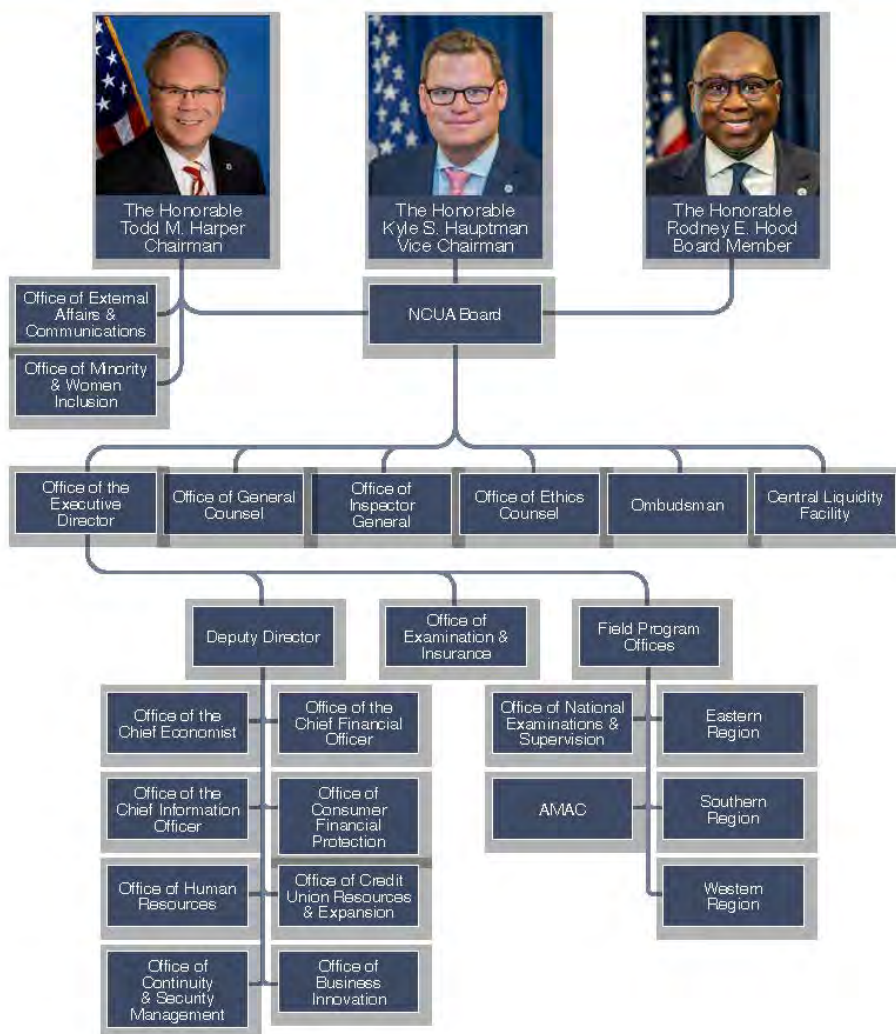 The Honorable
Todd M. Harper
Chairman
The Honorable
Kyle S. Hauptman
Vice Chairman
The Honorable
Rodney E. Hood
Board Member
Office of External
Affairs &
Communications
Office of Minority
& Women
Inclusion
NCUA Board
Office of the
Executive
Director
Office of General
Counsel
Office of
Inspector
General
Office of Ethics
Counsel
Ombudsman
Central Liquidity
Facility
Deputy Director
Office of
Examination &
Insurance
Field Program
Offices
Office of the
Chief Economist
Office of the
Chief Financial
Officer
Office of the
Chief Information
Officer
Office of
Consumer
Financial
Protection
Office of Human
Resources
Office of Credit
Union Resources
& Expansion
Office of
Continuity
& Security
Management
Office of
Business
Innovation
Office of National
Examinations &
Supervision
Eastern
Region
AMAC
Southern
Region
Western
Region